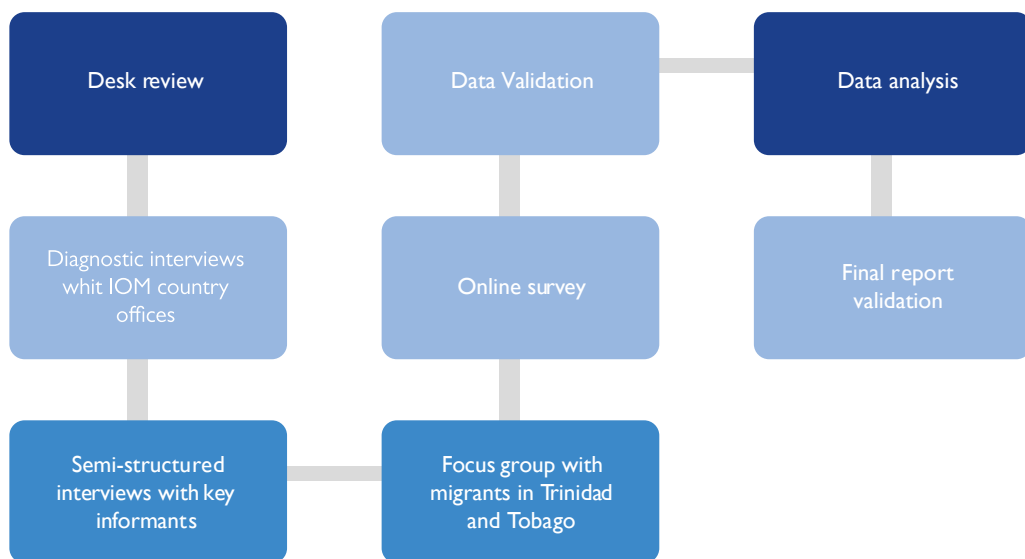 Desk review
Data Validation
Data analysis
Diagnostic interviews
whit IOM country
offices
Online survey
Final report
validation
Semi-structured
interviews with key
informants
Focus group with
migrants in Trinidad
and Tobago